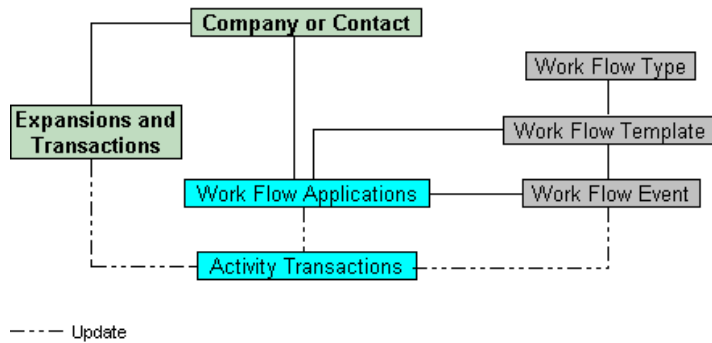 Company or Contact
Work Flow Type
Expansions and
Transactions
Work Flow Template
Work Flow Applications
Work Flow Event
Activity Transactions
Update